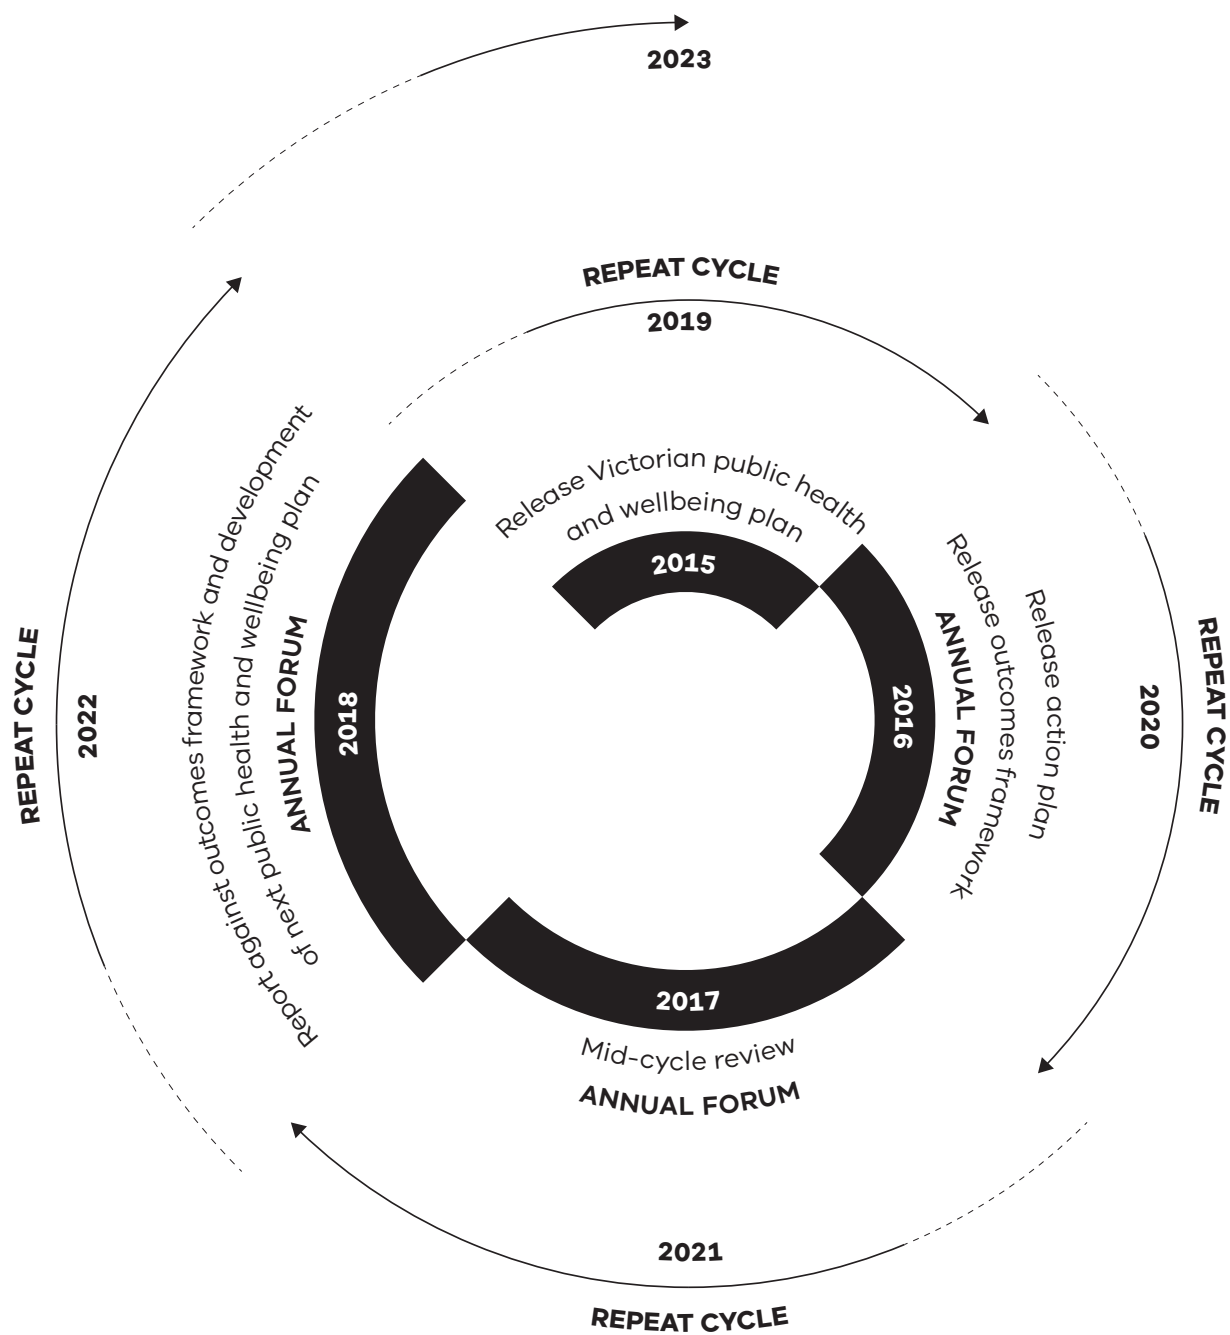 2023
REPEAT CYCLE
2019
Release Victorian public health
and wellbeing plan
2015
2016
ANNUAL FORUM
Release outcomes framework
Release action plan
2020
REPEAT CYCLE
2017
Mid-cycle review
ANNUAL FORUM
2021
REPEAT CYCLE
2018
ANNUAL FORUM
Report against outcomes framework and development
of next public health and wellbeing plan
2022
REPEAT CYCLE